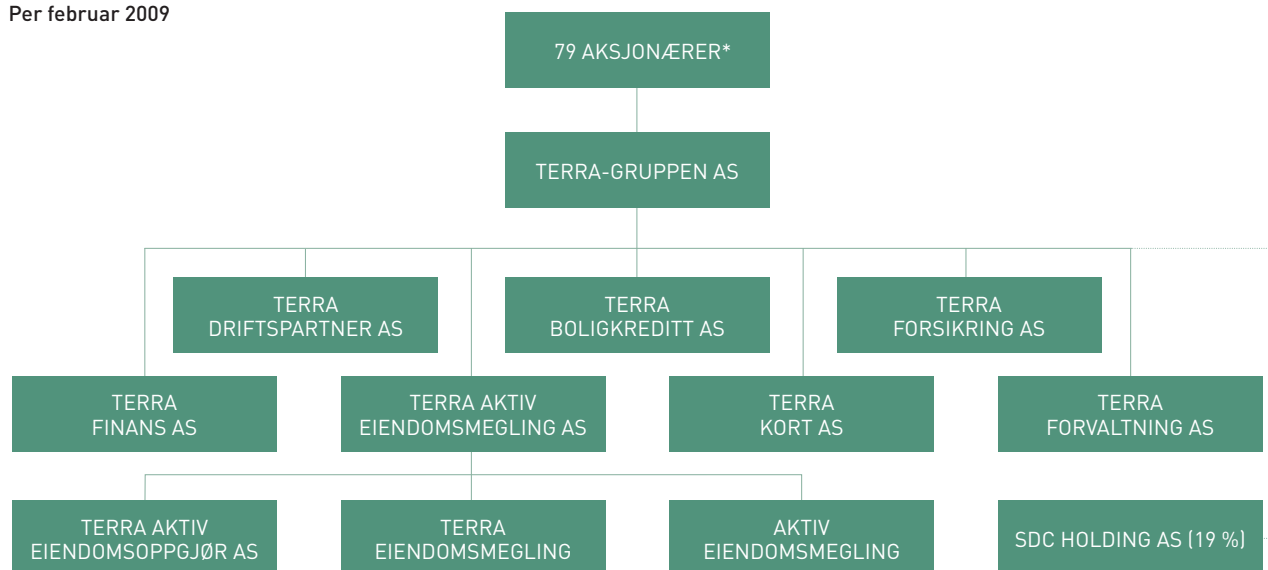 Per februar 2009
79 AKSJONÆRER*
TERRA-GRUPPEN AS
TERRA
DRIFTSPARTNER AS
TERRA
BOLIGKREDITT AS
TERRA
FORSIKRING AS
TERRA
FINANS AS
TERRA AKTIV
EIENDOMSMEGLING AS
TERRA
KORT AS
TERRA
FORVALTNING AS
TERRA AKTIV
EIENDOMSOPPGJØR AS
TERRA
EIENDOMSMEGLING
AKTIV
EIENDOMSMEGLING
SDC HOLDING AS (19 %)